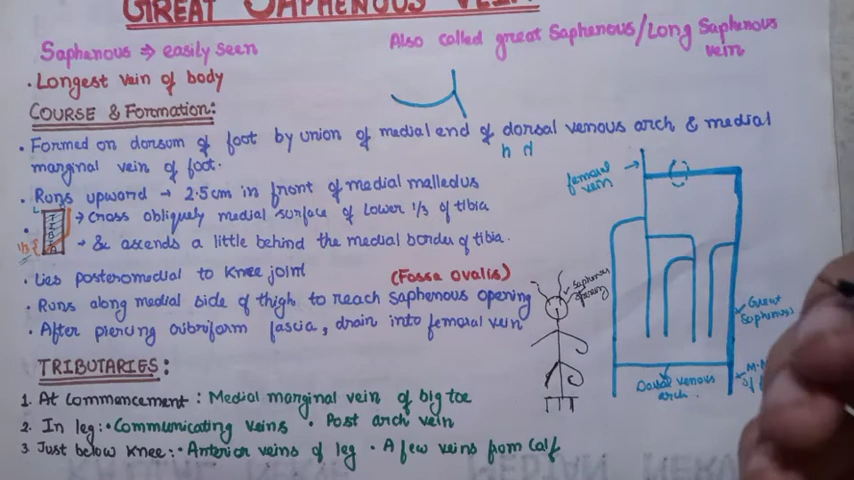 GREAT SAPHENOUS VEIN
Saphenous ⇒ easily seen
Also called great Saphenous/Long Saphenous
vein
• Longest vein of body
COURSE & Formation:
• Formed on dorsum of foot by union of medial end of dorsal venous arch & medial
marginal vein of foot.
• Runs upward → 2.5cm in front of medial malleolus
→ Cross obliquely medial surface of Lower 1/3 of tibia
→ & ascends a little behind the medial border of tibia.
1/3
• Lies posteromedial to Knee joint
(Fossa ovalis)
• Runs along medial side of thigh to reach saphenous opening
• After piercing cribriform fascia, drain into femoral vein
TRIBUTARIES:
1. At Commencement : Medial marginal vein of big toe
2. In leg: • Communicating veins • Post arch vein
3 Just below Knee: • Anterior veins of leg • A few veins from Calf
femoral
vein
saphenous
opening
Great
Saphenous
Dorsal venous
arch.
M.M